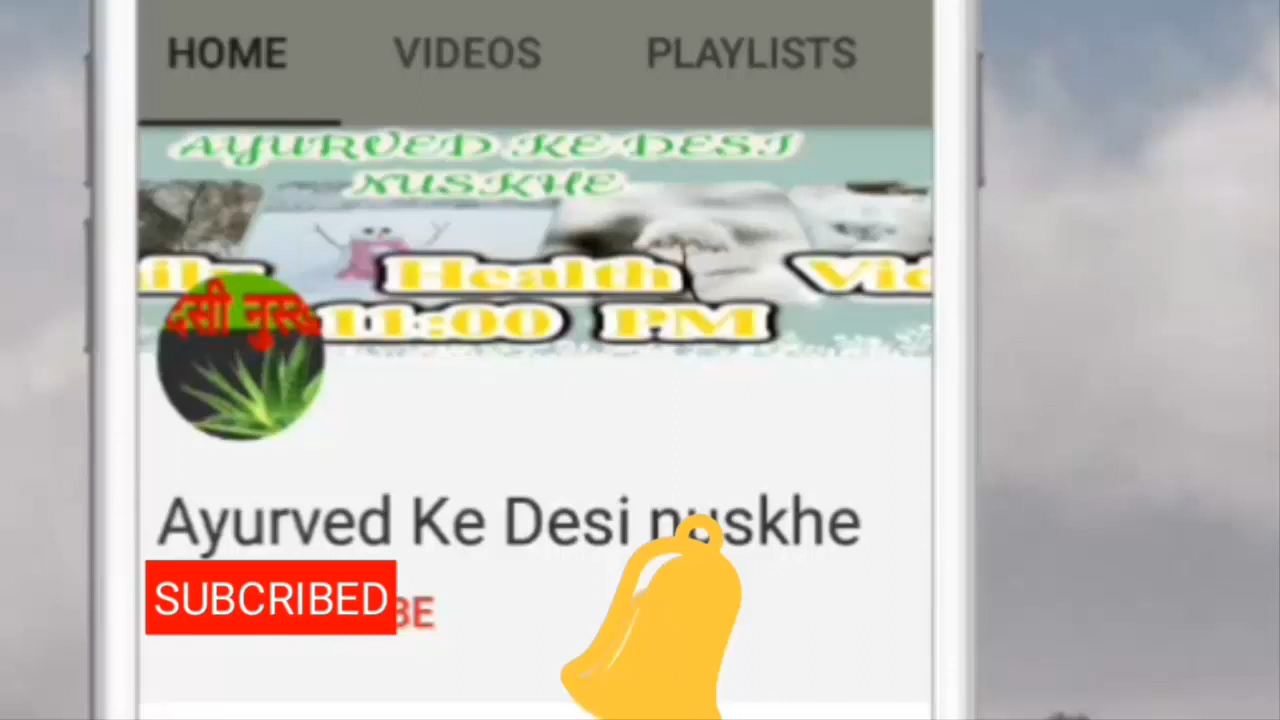 HOME VIDEOS PLAYLISTS
AYURVED KE DESI
NUSKHE
Health
11:00 PM
Ayurved Ke Desi nuskhe
SUBCRIBED